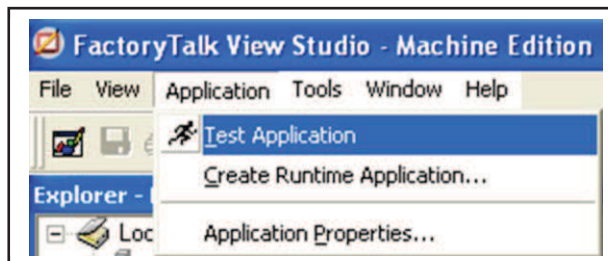 FactoryTalk View Studio - Machine Edition
File View Application Tools Window Help
Test Application
Create Runtime Application...
Explorer -
Loc
Application Properties...